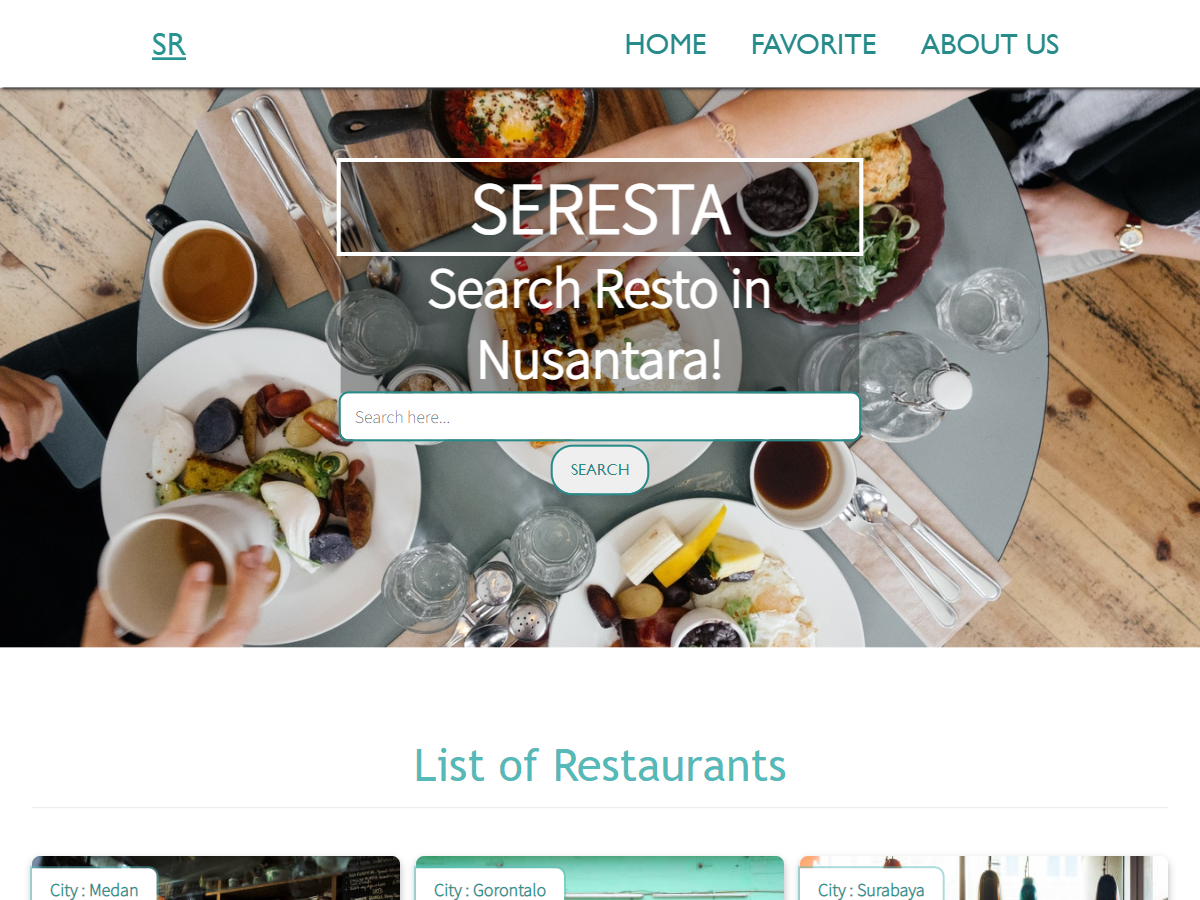 SR
HOME FAVORITE ABOUT US
SERESTA
Search Resto in
Nusantara!
Search here...
SEARCH
List of Restaurants
City : Medan
City : Gorontalo
City : Surabaya